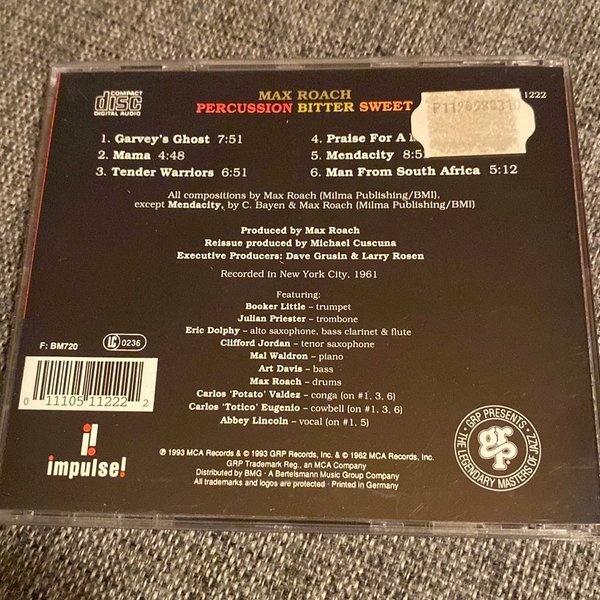 COMPACT
disc
DIGITAL AUDIO
MAX ROACH
PERCUSSION BITTER SWEET
1222
1. Garvey's Ghost 7:51
2. Mama 4:48
3. Tender Warriors 6:51
4. Praise For A
5. Mendacity
6. Man From South Africa 5:12
All compositions by Max Roach (Milma Publishing/BMI)
except Mendacity, by C. Bayen & Max Roach (Milma Publishing/BMI)
Produced by Max Roach
Reissue produced by Michael Cuscuna
Executive Producers: Dave Grusin & Larry Rosen
Recorded in New York City, 1961
Featuring:
Booker Little – trumpet
Julian Priester – trombone
Eric Dolphy – alto saxophone, bass clarinet & flute
Clifford Jordan – tenor saxophone
Mal Waldron – piano
Art Davis – bass
Max Roach – drums
Carlos 'Potato' Valdez – conga (on #1, 3, 6)
Carlos 'Totico' Eugenio – cowbell (on #1, 3, 6)
Abbey Lincoln – vocal (on #1, 5)
F: BM720
LC 0236
0 11105 11222 2
impulse!
℗ 1993 MCA Records, Inc. & © 1993 GRP Records, Inc. & © 1962 MCA Records, Inc.
GRP Trademark Reg., an MCA Company
Distributed by BMG · A Bertelsmann Music Group Company
All trademarks and logos are protected · Printed in Germany
GRP PRESENTS
THE LEGENDARY MASTERS OF JAZZ
grp